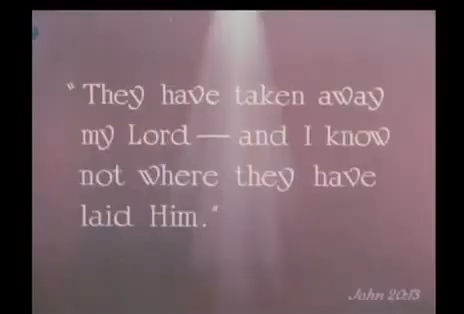 "They have taken away
my Lord — and I know
not where they have
laid Him."
John 20:13